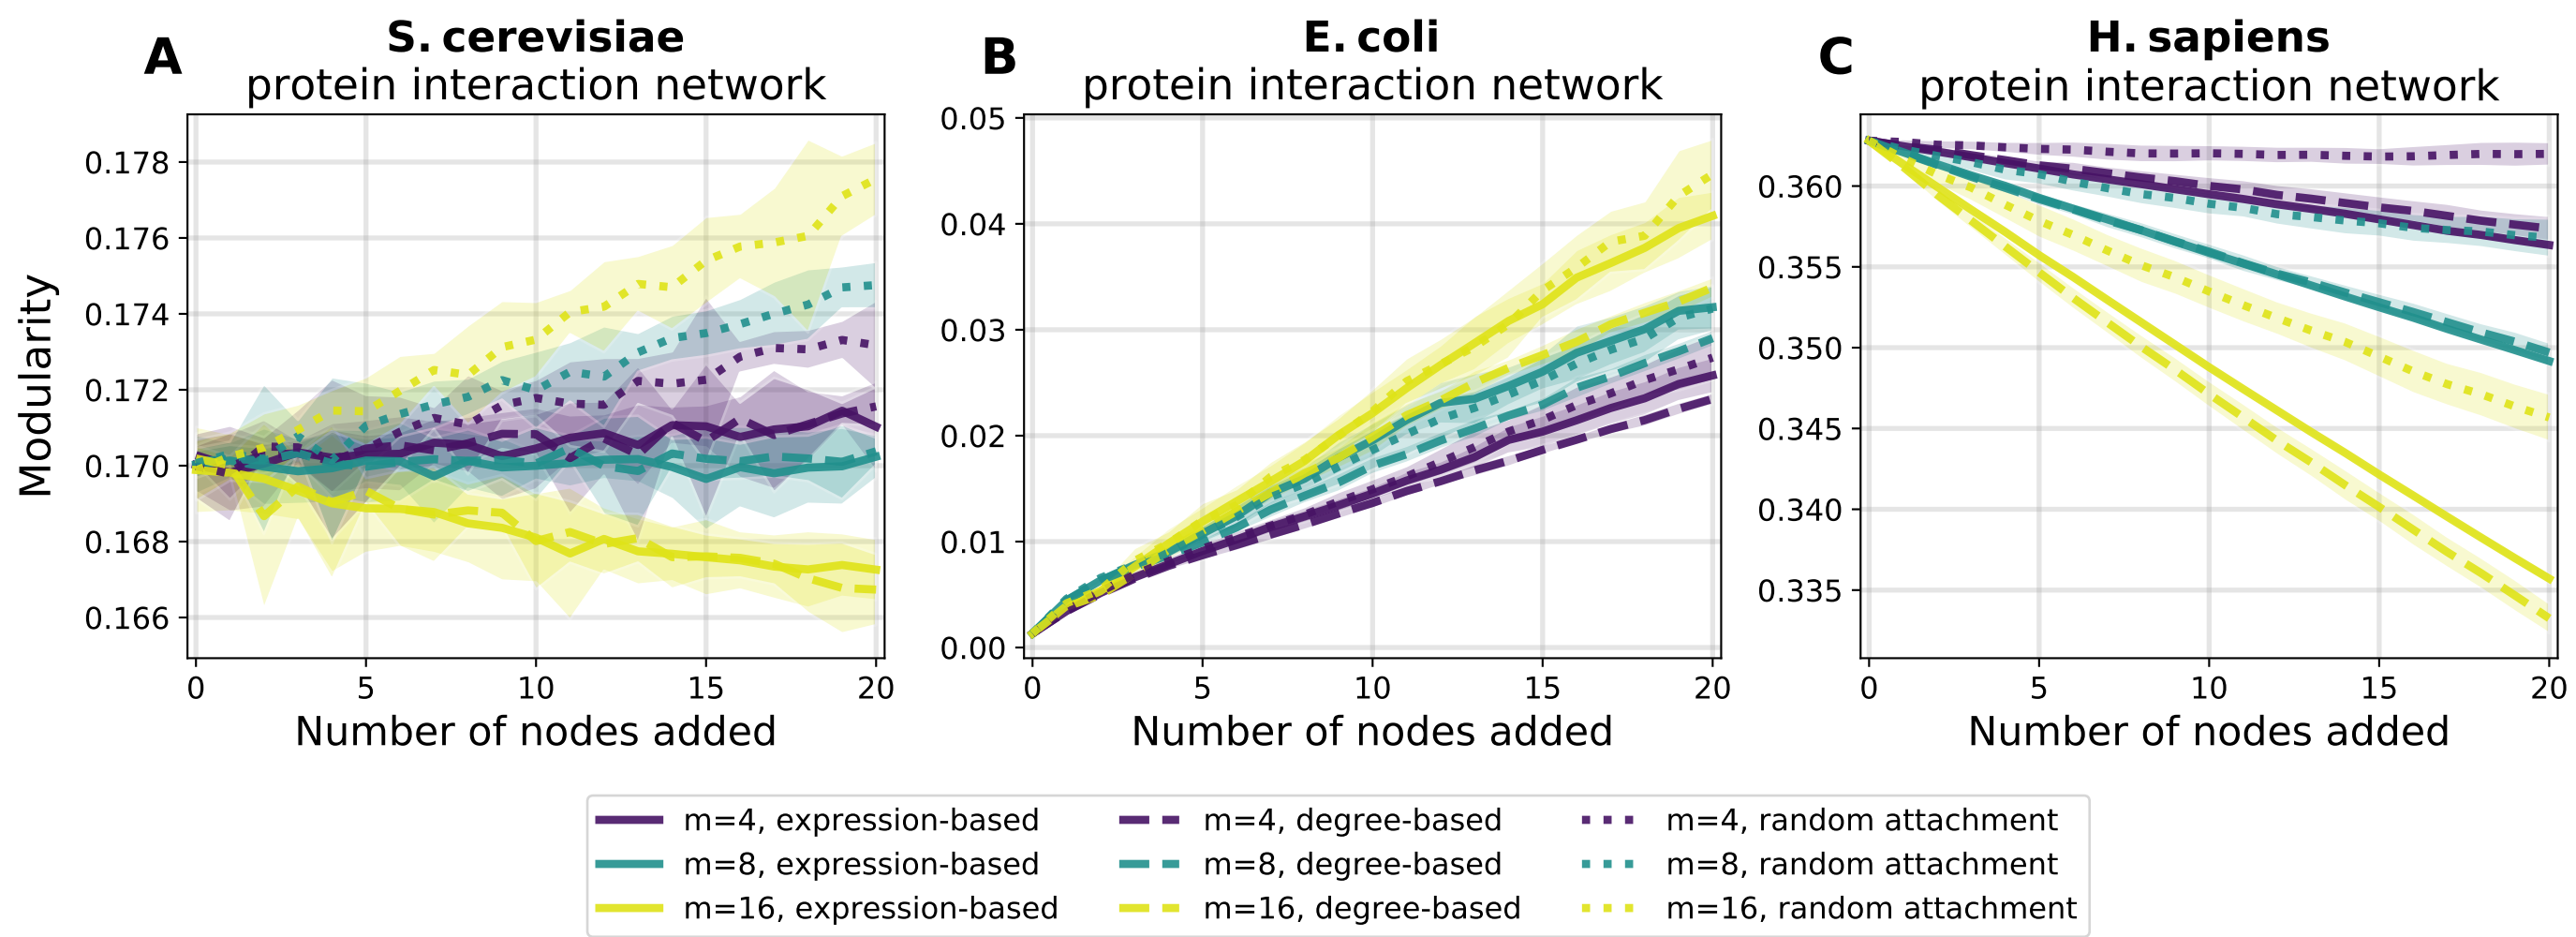 A
S. cerevisiae
protein interaction network
B
E. coli
protein interaction network
C
H. sapiens
protein interaction network
Modularity
0.178
0.176
0.174
0.172
0.170
0.168
0.166
0 5 10 15 20
Number of nodes added
0.05
0.04
0.03
0.02
0.01
0.00
0 5 10 15 20
Number of nodes added
0.360
0.355
0.350
0.345
0.340
0.335
0 5 10 15 20
Number of nodes added
m=4, expression-based
m=8, expression-based
m=16, expression-based
m=4, degree-based
m=8, degree-based
m=16, degree-based
m=4, random attachment
m=8, random attachment
m=16, random attachment